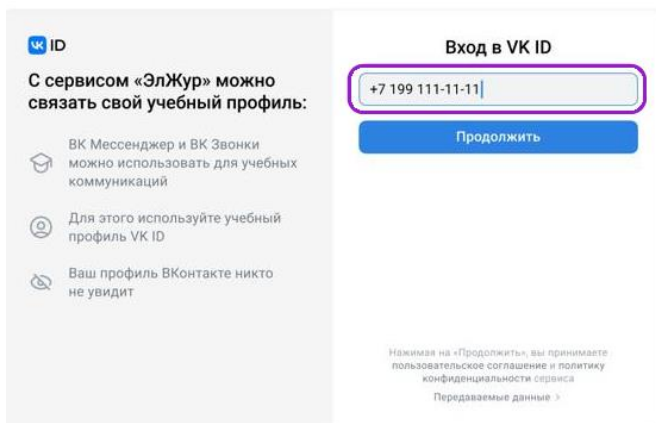 VK ID
С сервисом «ЭлЖур» можно
связать свой учебный профиль:
ВК Мессенджер и ВК Звонки
можно использовать для учебных
коммуникаций
Для этого используйте учебный
профиль VK ID
Ваш профиль ВКонтакте никто
не увидит
Вход в VK ID
+7 199 111-11-11
Продолжить
Нажимая на «Продолжить», вы принимаете
пользовательское соглашение и политику
конфиденциальности сервиса
Передаваемые данные >